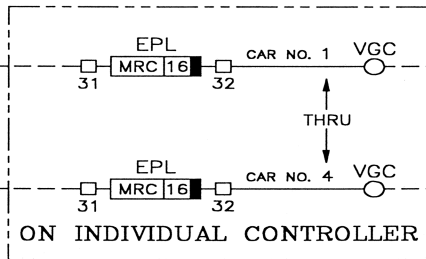 EPL
MRC 16
31
32
CAR NO. 1
VGC
THRU
EPL
MRC 16
31
32
CAR NO. 4
VGC
ON INDIVIDUAL CONTROLLER